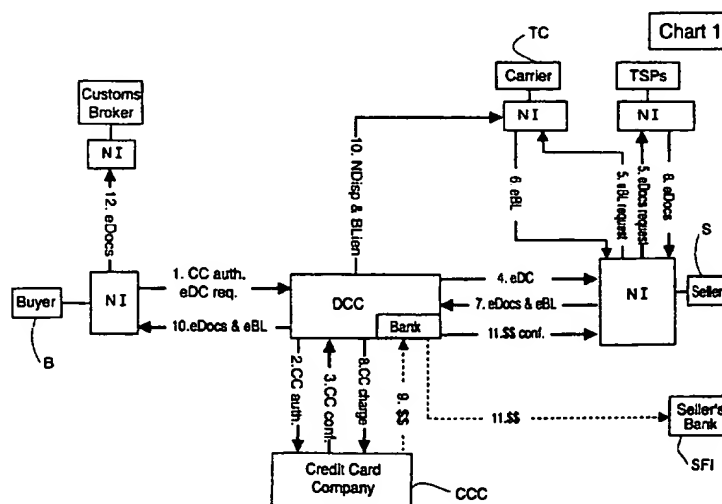 TC
Chart 1
Carrier
TSPs
Customs
Broker
NI
NI
NI
10. NDisp & BLien
6. eBL
5. eBL request
5. eDocs request
6. eDocs
12. eDocs
S
1. CC auth.
eDC req.
4. eDC
Buyer
NI
DCC
7. eDocs & eBL
NI
Seller
10.eDocs & eBL
Bank
11.$$ conf.
B
2.CC auth.
3.CC conf.
8.CC charge
9. $$
11.$$
Seller's
Bank
Credit Card
Company
CCC
SFI